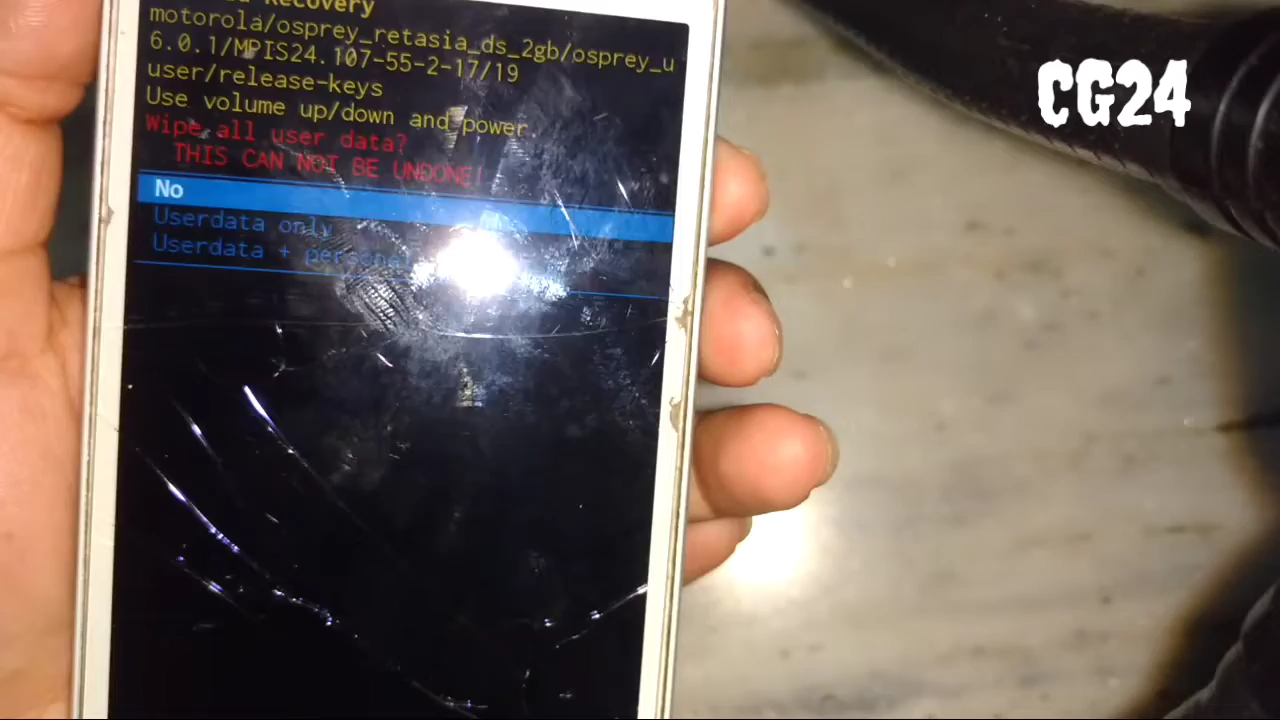 Recovery
motorola/osprey_retasia_ds_2gb/osprey_u
6.0.1/MPIS24.107-55-2-17/19
user/release-keys
Use volume up/down and power.
Wipe all user data?
THIS CAN NOT BE UNDONE!
No
Userdata only
Userdata +
CG24